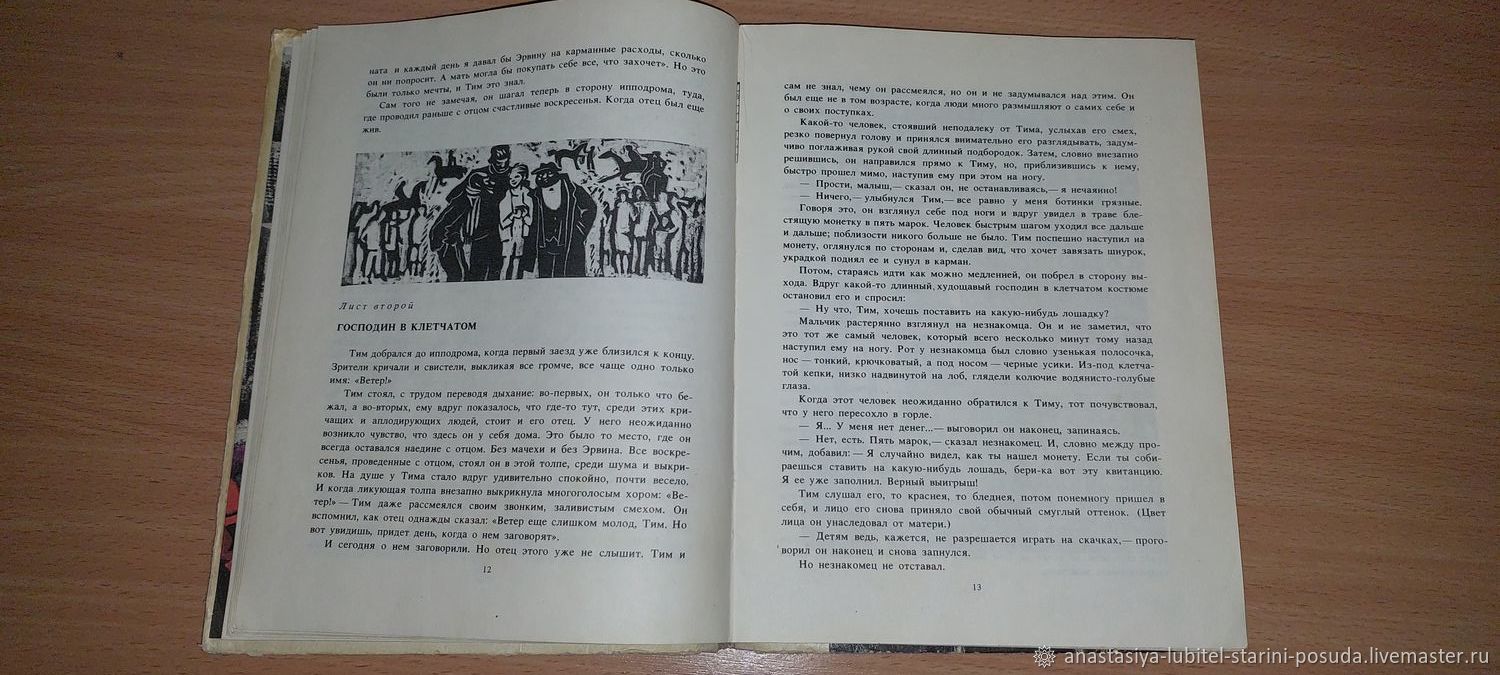 ната и каждый день я давал бы Эрвину на карманные расходы, сколько
он ни попросит. А мать могла бы покупать себе все, что захочет». Но это
были только мечты, и Тим это знал.
Сам того не замечая, он шагал теперь в сторону ипподрома, туда,
где проводил раньше с отцом счастливые воскресенья. Когда отец был еще
жив.
Лист второй
ГОСПОДИН В КЛЕТЧАТОМ
Тим добрался до ипподрома, когда первый заезд уже близился к концу.
Зрители кричали и свистели, выкликая все громче, все чаще одно только
имя: «Ветер!»
Тим стоял, с трудом переводя дыхание: во-первых, он только что бе-
жал, а во-вторых, ему вдруг показалось, что где-то тут, среди этих кри-
чащих и аплодирующих людей, стоит и его отец. У него неожиданно
возникло чувство, что здесь он у себя дома. Это было то место, где он
всегда оставался наедине с отцом. Без мачехи и без Эрвина. Все воскре-
сенья, проведенные с отцом, стоял он в этой толпе, среди шума и выкри-
ков. На душе у Тима стало вдруг удивительно спокойно, почти весело.
И когда ликующая толпа внезапно выкрикнула многоголосым хором: «Ве-
тер!» — Тим даже рассмеялся своим звонким, заливистым смехом. Он
вспомнил, как отец однажды сказал: «Ветер еще слишком молод, Тим. Но
вот увидишь, придет день, когда о нем заговорят».
И сегодня о нем заговорили. Но отец этого уже не слышит. Тим и
12
сам не знал, чему он рассмеялся, но он и не задумывался над этим. Он
был еще не в том возрасте, когда люди много размышляют о самих себе и
о своих поступках.
Какой-то человек, стоявший неподалеку от Тима, услыхав его смех,
резко повернул голову и принялся внимательно его разглядывать, задум-
чиво поглаживая рукой свой длинный подбородок. Затем, словно внезапно
решившись, он направился прямо к Тиму, но, приблизившись к нему,
быстро прошел мимо, наступив ему при этом на ногу.
— Прости, малыш,— сказал он, не останавливаясь,— я нечаянно!
— Ничего,— улыбнулся Тим,— все равно у меня ботинки грязные.
Говоря это, он взглянул себе под ноги и вдруг увидел в траве бле-
стящую монетку в пять марок. Человек быстрым шагом уходил все дальше
и дальше; поблизости никого больше не было. Тим поспешно наступил на
монету, оглянулся по сторонам и, сделав вид, что хочет завязать шнурок,
украдкой поднял ее и сунул в карман.
Потом, стараясь идти как можно медленней, он побрел в сторону вы-
хода. Вдруг какой-то длинный, худощавый господин в клетчатом костюме
остановил его и спросил:
— Ну что, Тим, хочешь поставить на какую-нибудь лошадку?
Мальчик растерянно взглянул на незнакомца. Он и не заметил, что
это тот же самый человек, который всего несколько минут тому назад
наступил ему на ногу. Рот у незнакомца был словно узенькая полосочка,
нос — тонкий, крючковатый, а под носом — черные усики. Из-под клетча-
той кепки, низко надвинутой на лоб, глядели колючие водянисто-голубые
глаза.
Когда этот человек неожиданно обратился к Тиму, тот почувствовал,
что у него пересохло в горле.
— Я... У меня нет денег...— выговорил он наконец, запинаясь.
— Нет, есть. Пять марок,— сказал незнакомец. И, словно между про-
чим, добавил: — Я случайно видел, как ты нашел монету. Если ты соби-
раешься ставить на какую-нибудь лошадь, бери-ка вот эту квитанцию.
Я ее уже заполнил. Верный выигрыш!
Тим слушал его, то краснея, то бледнея, потом понемногу пришел в
себя, и лицо его снова приняло свой обычный смуглый оттенок. (Цвет
лица он унаследовал от матери.)
— Детям ведь, кажется, не разрешается играть на скачках,— прого-
ворил он наконец и снова запнулся.
Но незнакомец не отставал.
13
anastasiya-lubitel-starini-posuda.livemaster.ru